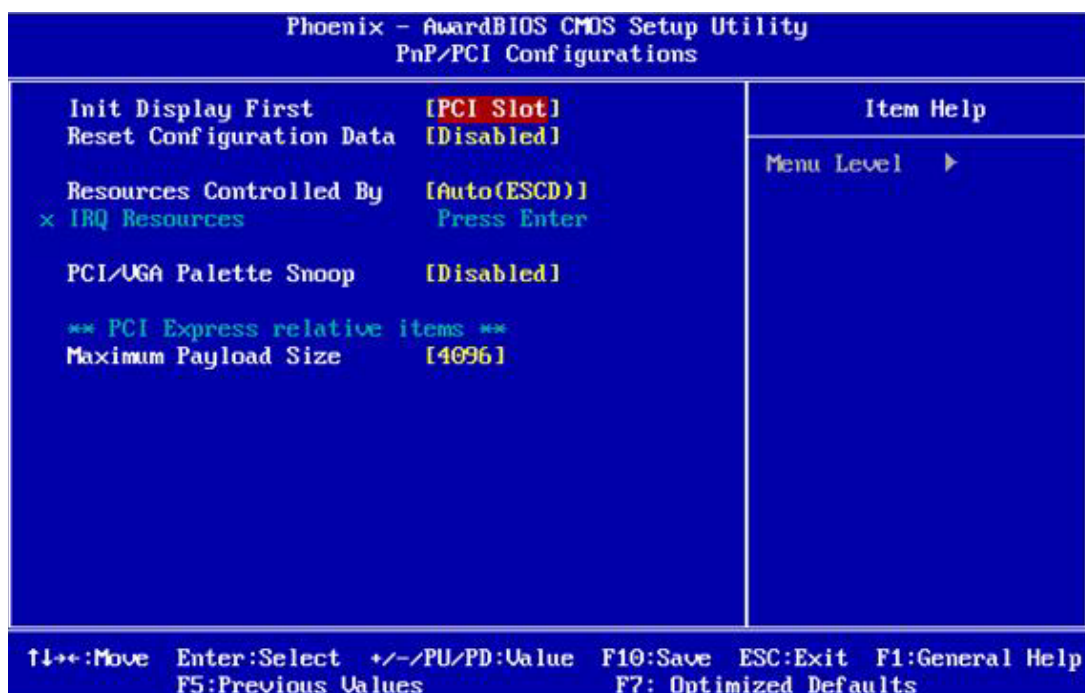 Phoenix - AwardBIOS CMOS Setup Utility
PnP/PCI Configurations
Init Display First [PCI Slot]
Reset Configuration Data [Disabled]
Resources Controlled By [Auto(ESCD)]
x IRQ Resources Press Enter
PCI/VGA Palette Snoop [Disabled]
** PCI Express relative items **
Maximum Payload Size [4096]
Item Help
Menu Level ►
↑↓→←:Move Enter:Select +/-/PU/PD:Value F10:Save ESC:Exit F1:General Help
F5:Previous Values F7: Optimized Defaults